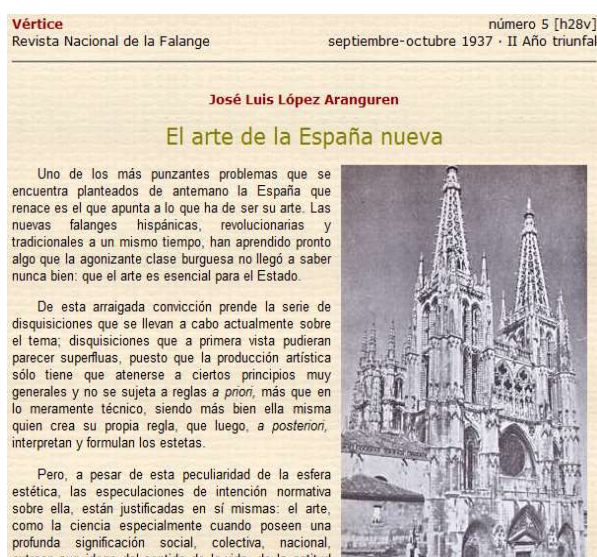 Vértice
número 5 [h28v]
Revista Nacional de la Falange
septiembre-octubre 1937 · II Año triunfal
José Luis López Aranguren
El arte de la España nueva
Uno de los más punzantes problemas que se
encuentra planteados de antemano la España que
renace es el que apunta a lo que ha de ser su arte. Las
nuevas falanges hispánicas, revolucionarias y
tradicionales a un mismo tiempo, han aprendido pronto
algo que la agonizante clase burguesa no llegó a saber
nunca bien: que el arte es esencial para el Estado.
De esta arraigada convicción prende la serie de
disquisiciones que se llevan a cabo actualmente sobre
el tema; disquisiciones que a primera vista pudieran
parecer superfluas, puesto que la producción artística
sólo tiene que atenerse a ciertos principios muy
generales y no se sujeta a reglas a priori, más que en
lo meramente técnico, siendo más bien ella misma
quien crea su propia regla, que luego, a posteriori,
interpretan y formulan los estetas.
Pero, a pesar de esta peculiaridad de la esfera
estética, las especulaciones de intención normativa
sobre ella, están justificadas en sí mismas: el arte,
como la ciencia especialmente cuando poseen una
profunda significación social, colectiva, nacional,